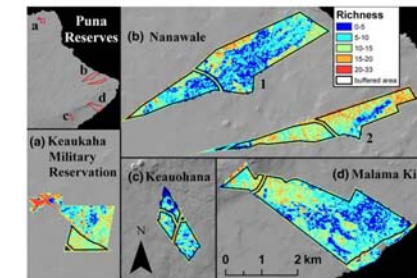 Puna
Reserves
a
b
d
c
(b) Nanawale
1
2
Richness
0-5
5-10
10-15
15-20
20-33
buffered area
(a) Keaukaha
Military
Reservation
(c) Keauohana
N
0 1 2 km
(d) Malama Ki